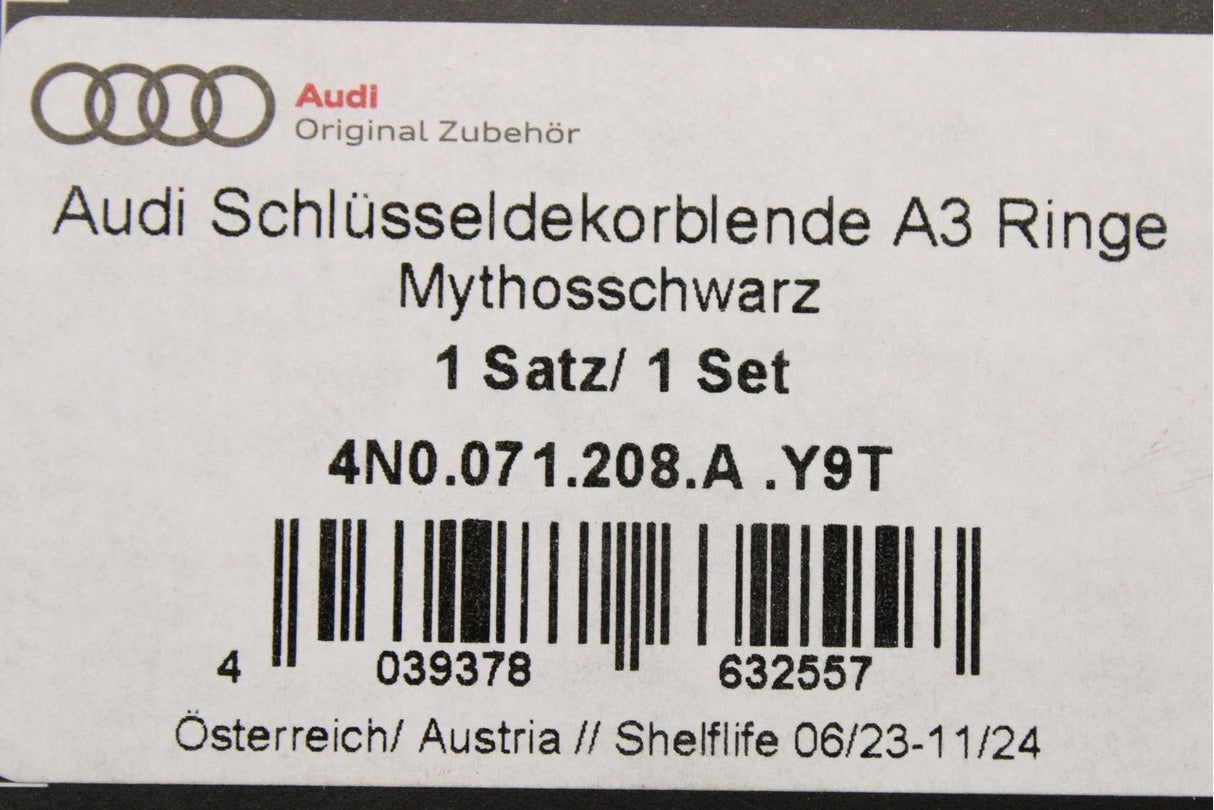 Audi
Original Zubehör
Audi Schlüsseldekorblende A3 Ringe
Mythosschwarz
1 Satz/ 1 Set
4N0.071.208.A .Y9T
4 039378 632557
Österreich/ Austria // Shelflife 06/23-11/24